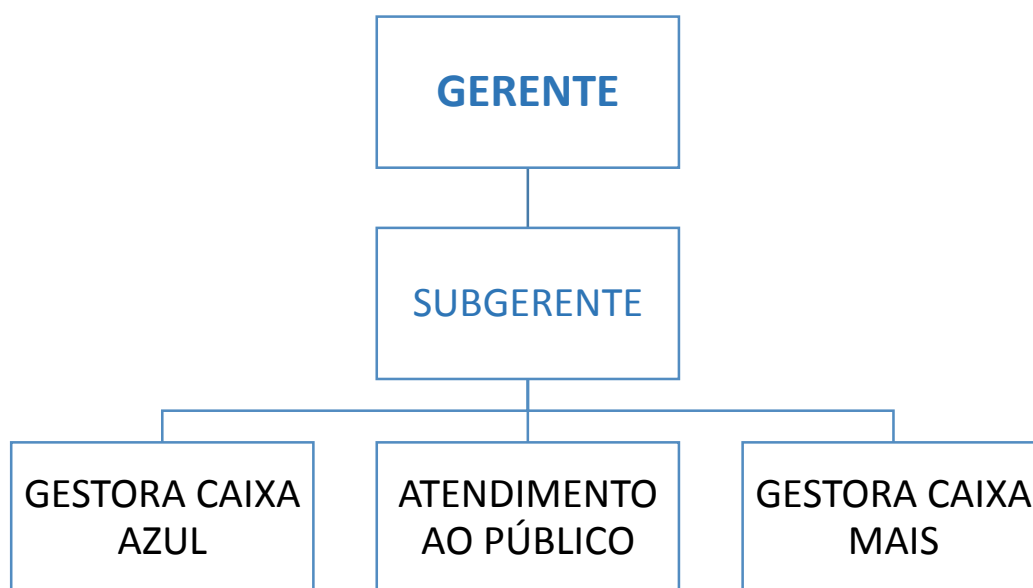 GERENTE
SUBGERENTE
GESTORA CAIXA
AZUL
ATENDIMENTO
AO PÚBLICO
GESTORA CAIXA
MAIS